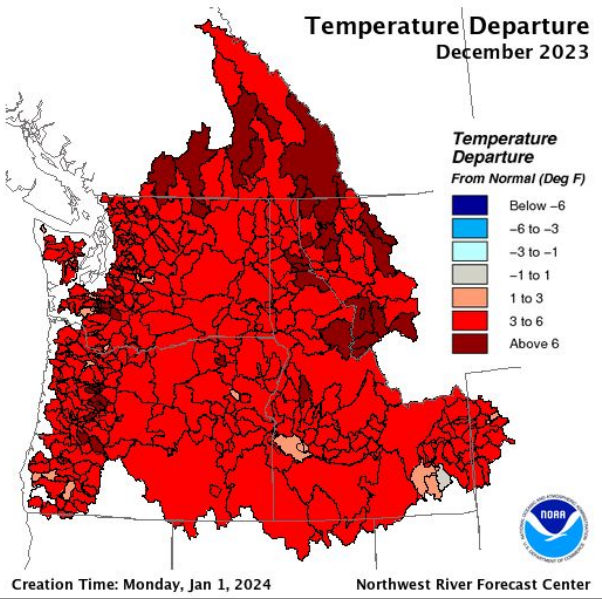 Temperature Departure
December 2023
Temperature
Departure
From Normal (Deg F)
Below −6
−6 to −3
−3 to −1
−1 to 1
1 to 3
3 to 6
Above 6
NOAA
Creation Time: Monday, Jan 1, 2024
Northwest River Forecast Center